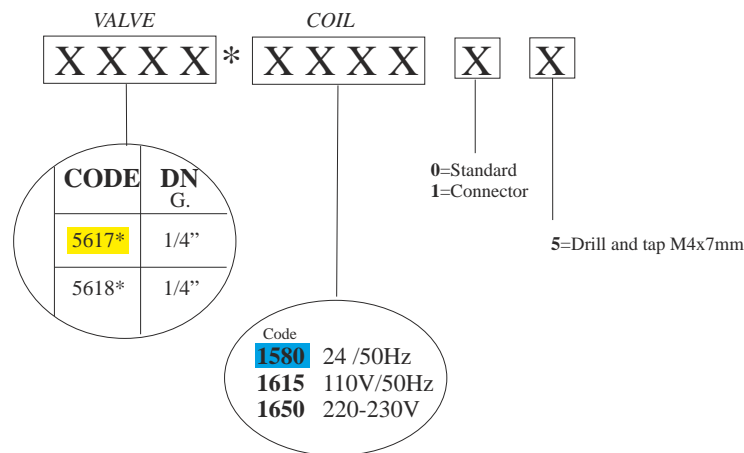 VALVE COIL
X X X X * X X X X X X
CODE DN
G.
5617* 1/4”
5618* 1/4”
Code
1580 24 /50Hz
1615 110V/50Hz
1650 220-230V
0=Standard
1=Connector
5=Drill and tap M4x7mm